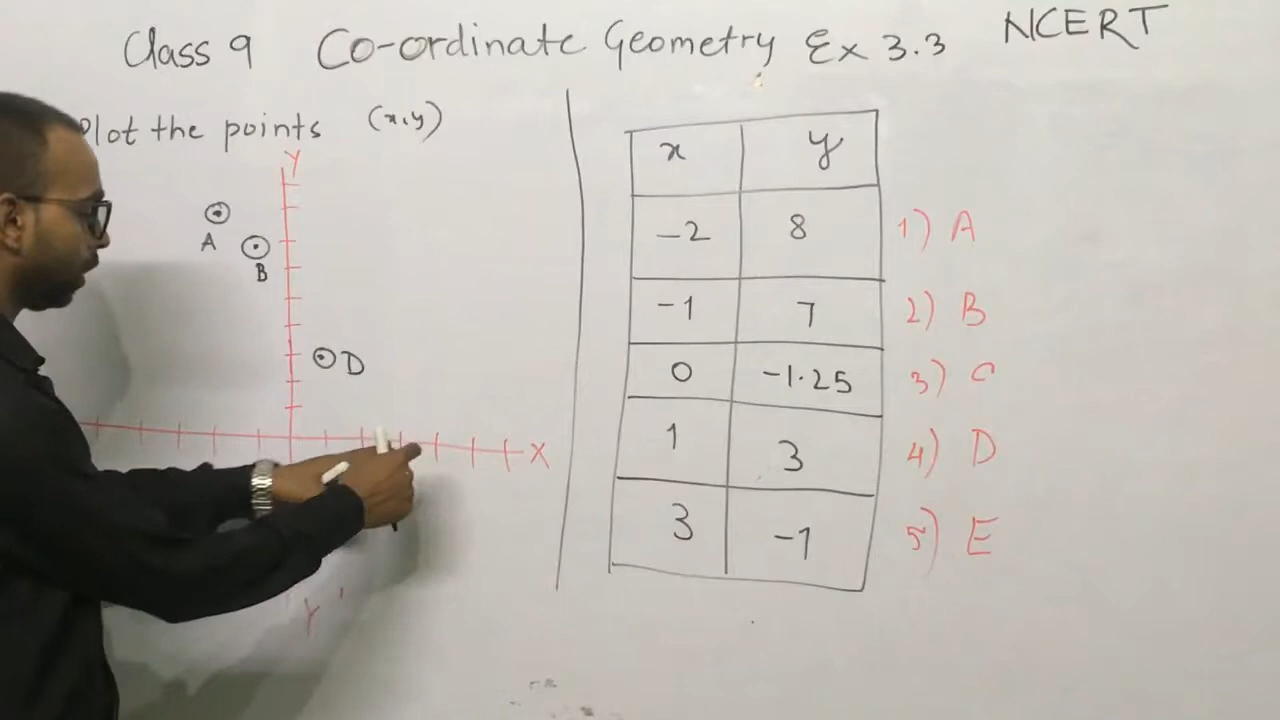 Class 9 Co-ordinate Geometry Ex 3.3 NCERT
Plot the points (x,y)
Y
A
B
D
X
Y'
x y
-2 8 1) A
-1 7 2) B
0 -1.25 3) C
1 3 4) D
3 -1 5) E